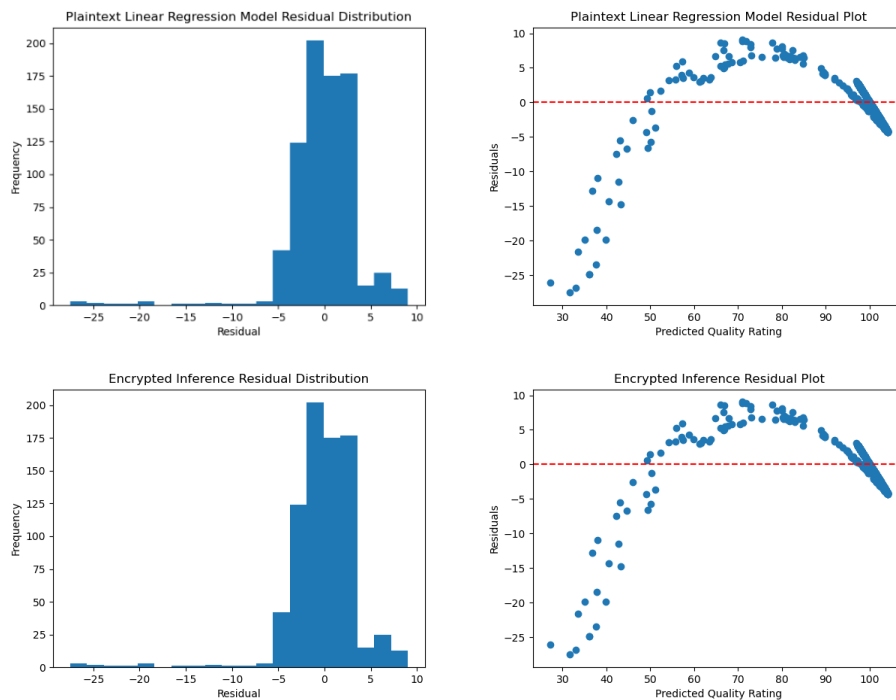 Plaintext Linear Regression Model Residual Distribution
Frequency
200
175
150
125
100
75
50
25
0
−25 −20 −15 −10 −5 0 5 10
Residual
Plaintext Linear Regression Model Residual Plot
Residuals
10
5
0
−5
−10
−15
−20
−25
30 40 50 60 70 80 90 100
Predicted Quality Rating
Encrypted Inference Residual Distribution
Frequency
200
175
150
125
100
75
50
25
0
−25 −20 −15 −10 −5 0 5 10
Residual
Encrypted Inference Residual Plot
Residuals
10
5
0
−5
−10
−15
−20
−25
30 40 50 60 70 80 90 100
Predicted Quality Rating